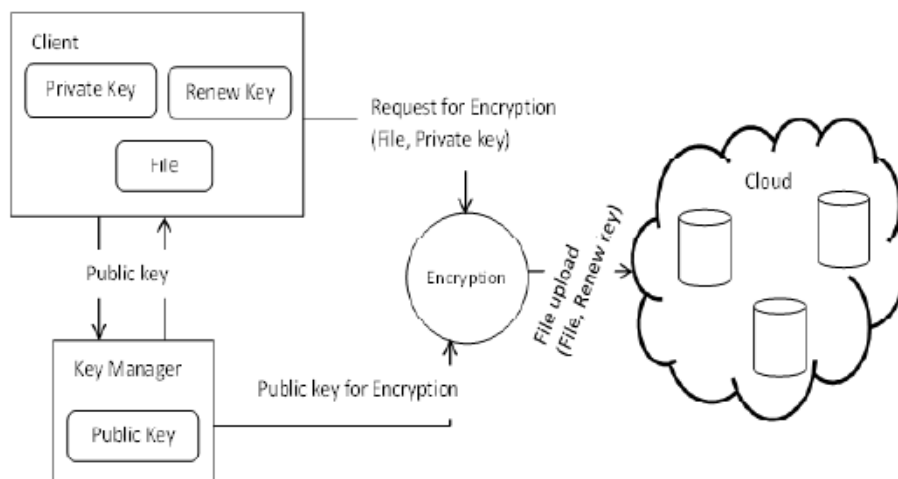 Client
Private Key
Renew Key
File
Request for Encryption
(File, Private key)
Cloud
Public key
Encryption
File upload
(File, Renew key)
Key Manager
Public Key
Public key for Encryption